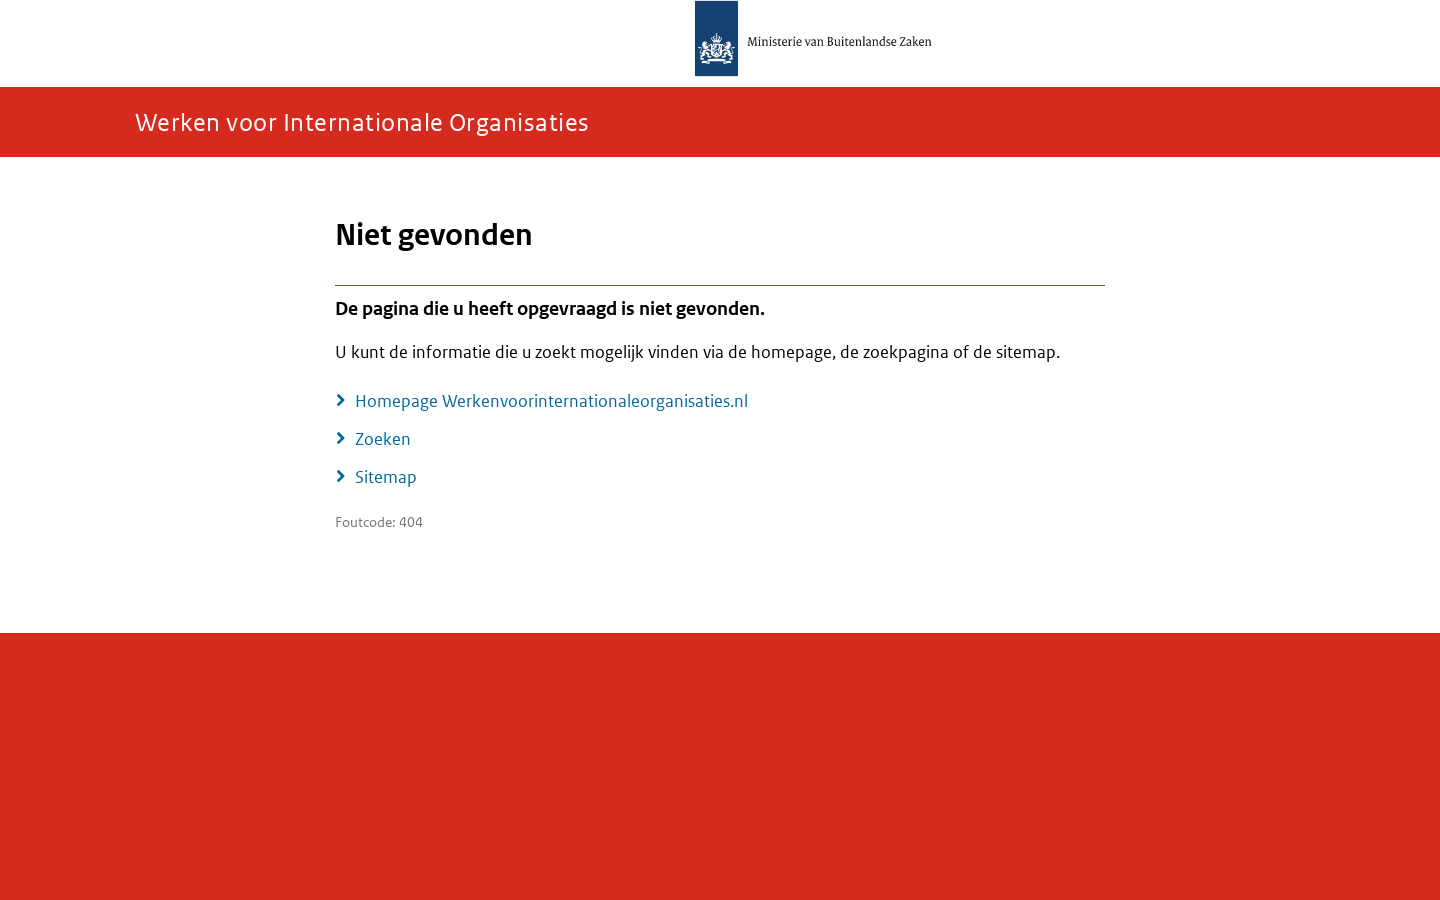 Ministerie van Buitenlandse Zaken
Werken voor Internationale Organisaties
Niet gevonden
De pagina die u heeft opgevraagd is niet gevonden.
U kunt de informatie die u zoekt mogelijk vinden via de homepage, de zoekpagina of de sitemap.
Homepage Werkenvoorinternationaleorganisaties.nl
Zoeken
Sitemap
Foutcode: 404